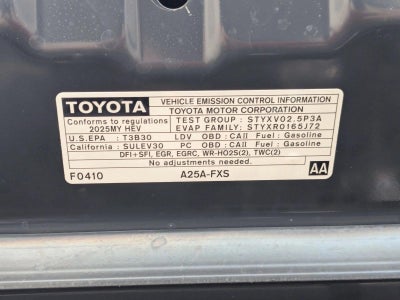 TOYOTA
VEHICLE EMISSION CONTROL INFORMATION
TOYOTA MOTOR CORPORATION
Conforms to regulations
2025MY HEV
TEST GROUP : STYXV02.5P3A
EVAP FAMILY: STYXR0165J72
U.S.EPA : T3B30 LDV OBD : CAII Fuel : Gasoline
California : SULEV30 PC OBD : CAII Fuel : Gasoline
DFI+SFI, EGR, EGRC, WR-HO2S(2), TWC(2)
No adjustments needed.
F0410 A25A-FXS AA